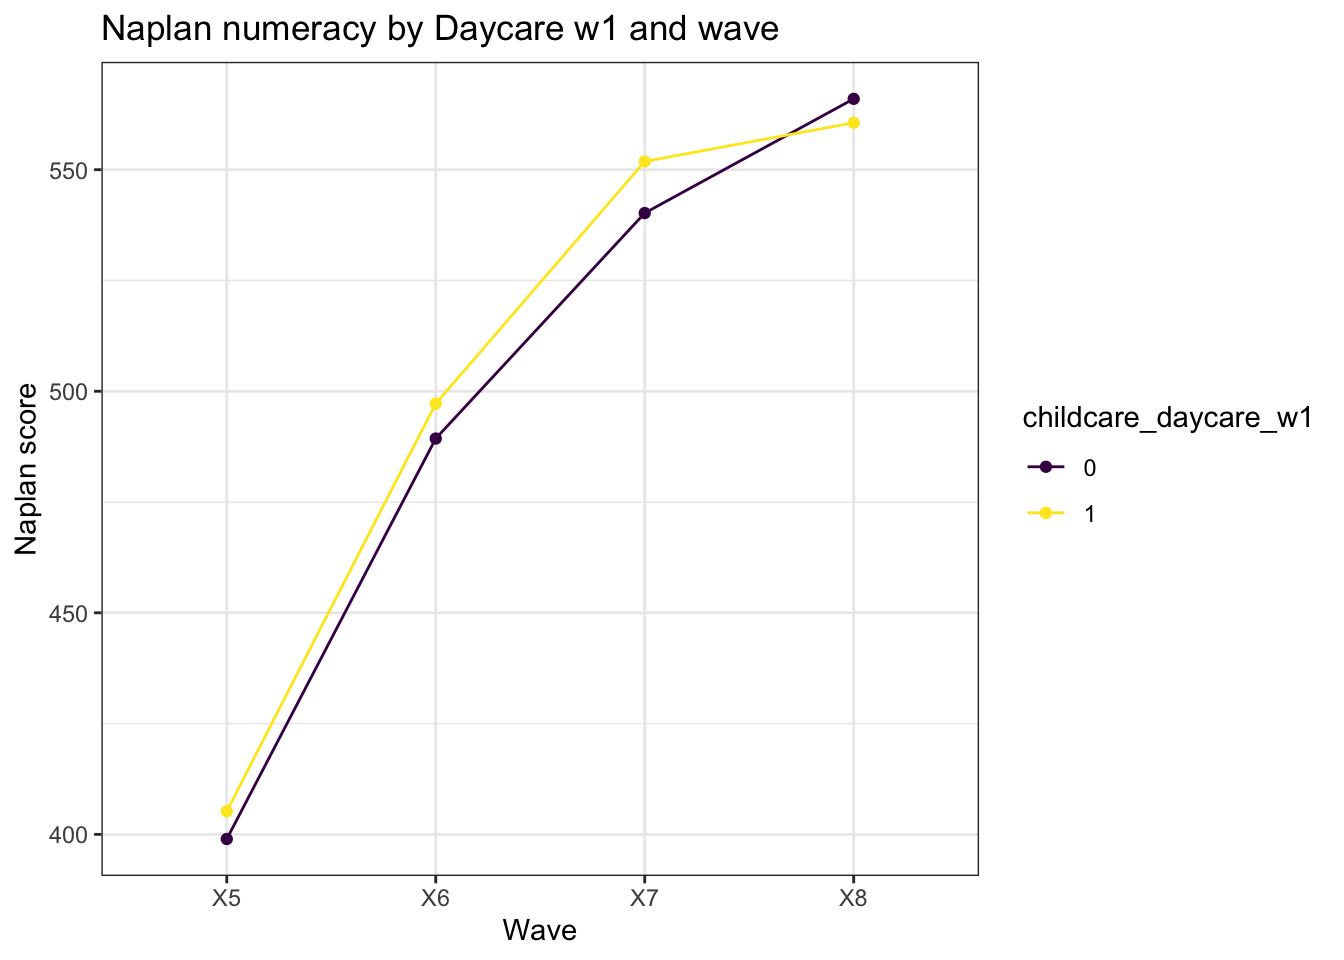 Naplan numeracy by Daycare w1 and wave
Naplan score
550
500
450
400
X5 X6 X7 X8
Wave
childcare_daycare_w1
0
1